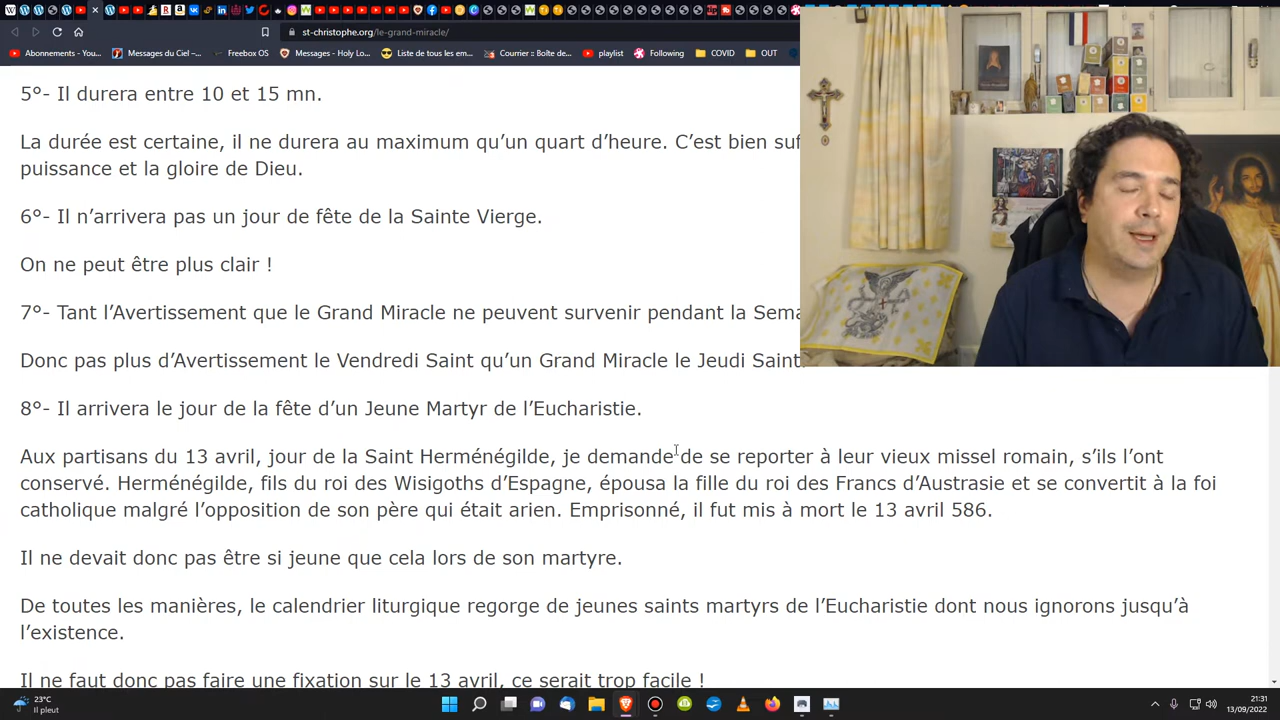 st-christophe.org/le-grand-miracle/
Abonnements - You...
Messages du Ciel –...
Freebox OS
Messages - Holy Lo...
Liste de tous les em...
Courrier :: Boîte de...
playlist
Following
COVID
OUT
5°- Il durera entre 10 et 15 mn.
La durée est certaine, il ne durera au maximum qu’un quart d’heure. C’est bien suf
puissance et la gloire de Dieu.
6°- Il n’arrivera pas un jour de fête de la Sainte Vierge.
On ne peut être plus clair !
7°- Tant l’Avertissement que le Grand Miracle ne peuvent survenir pendant la Sema
Donc pas plus d’Avertissement le Vendredi Saint qu’un Grand Miracle le Jeudi Saint.
8°- Il arrivera le jour de la fête d’un Jeune Martyr de l’Eucharistie.
Aux partisans du 13 avril, jour de la Saint Herménégilde, je demande de se reporter à leur vieux missel romain, s’ils l’ont
conservé. Herménégilde, fils du roi des Wisigoths d’Espagne, épousa la fille du roi des Francs d’Austrasie et se convertit à la foi
catholique malgré l’opposition de son père qui était arien. Emprisonné, il fut mis à mort le 13 avril 586.
Il ne devait donc pas être si jeune que cela lors de son martyre.
De toutes les manières, le calendrier liturgique regorge de jeunes saints martyrs de l’Eucharistie dont nous ignorons jusqu’à
l’existence.
Il ne faut donc pas faire une fixation sur le 13 avril, ce serait trop facile !
23°C
Il pleut
21:31
13/09/2022